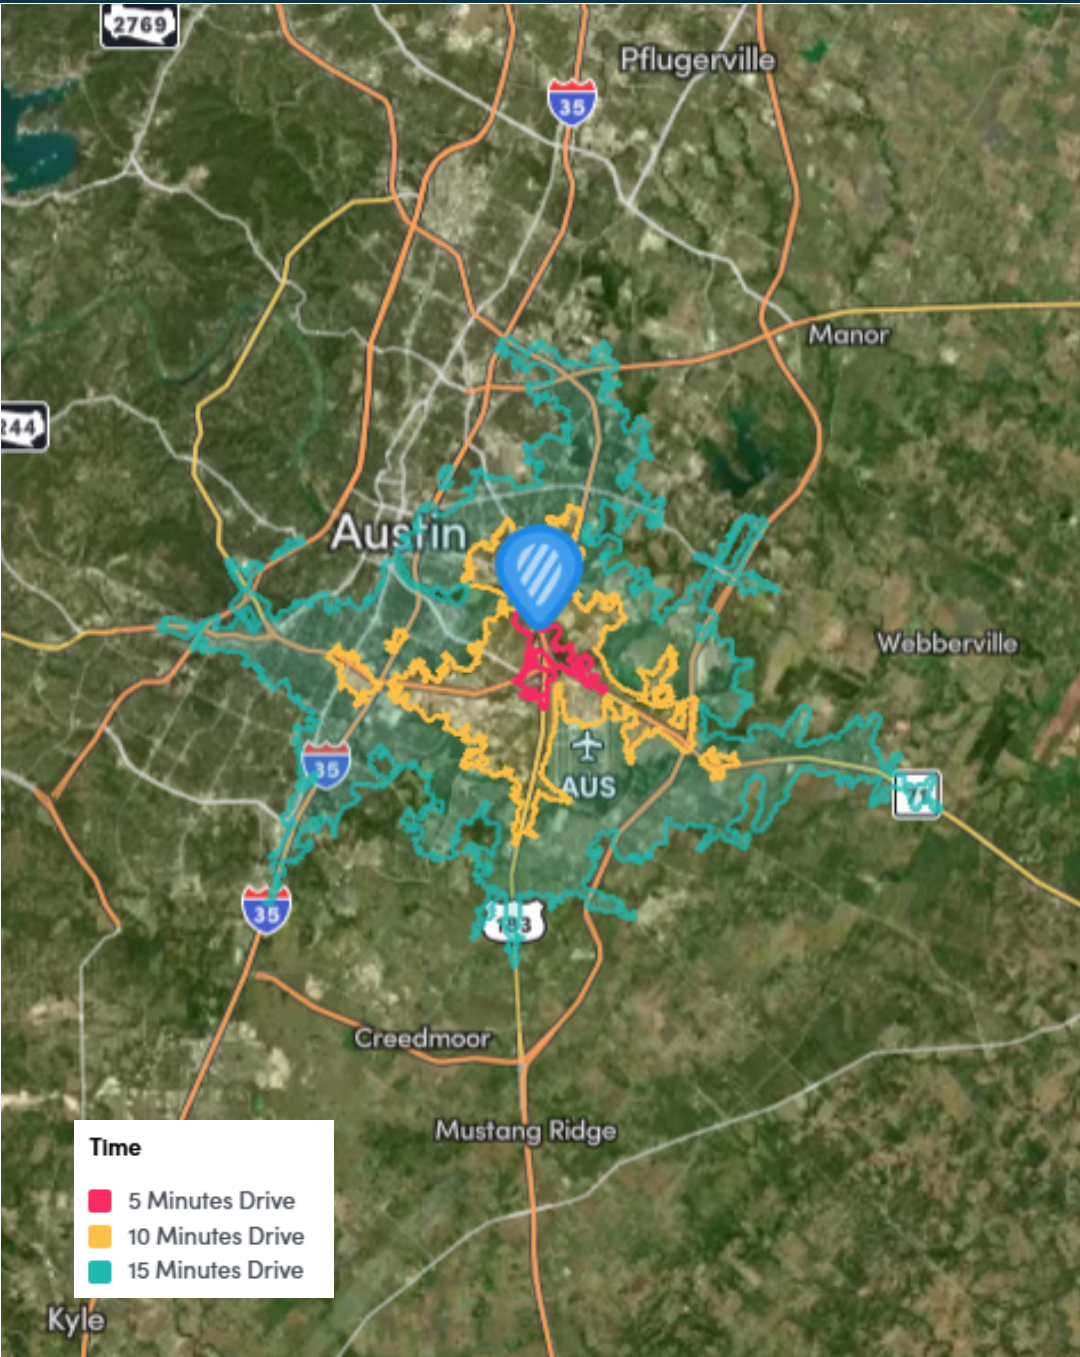 2769
Pflugerville
35
Manor
244
Austin
Webberville
35
AUS
71
35
183
Creedmoor
Mustang Ridge
Time
5 Minutes Drive
10 Minutes Drive
15 Minutes Drive
Kyle